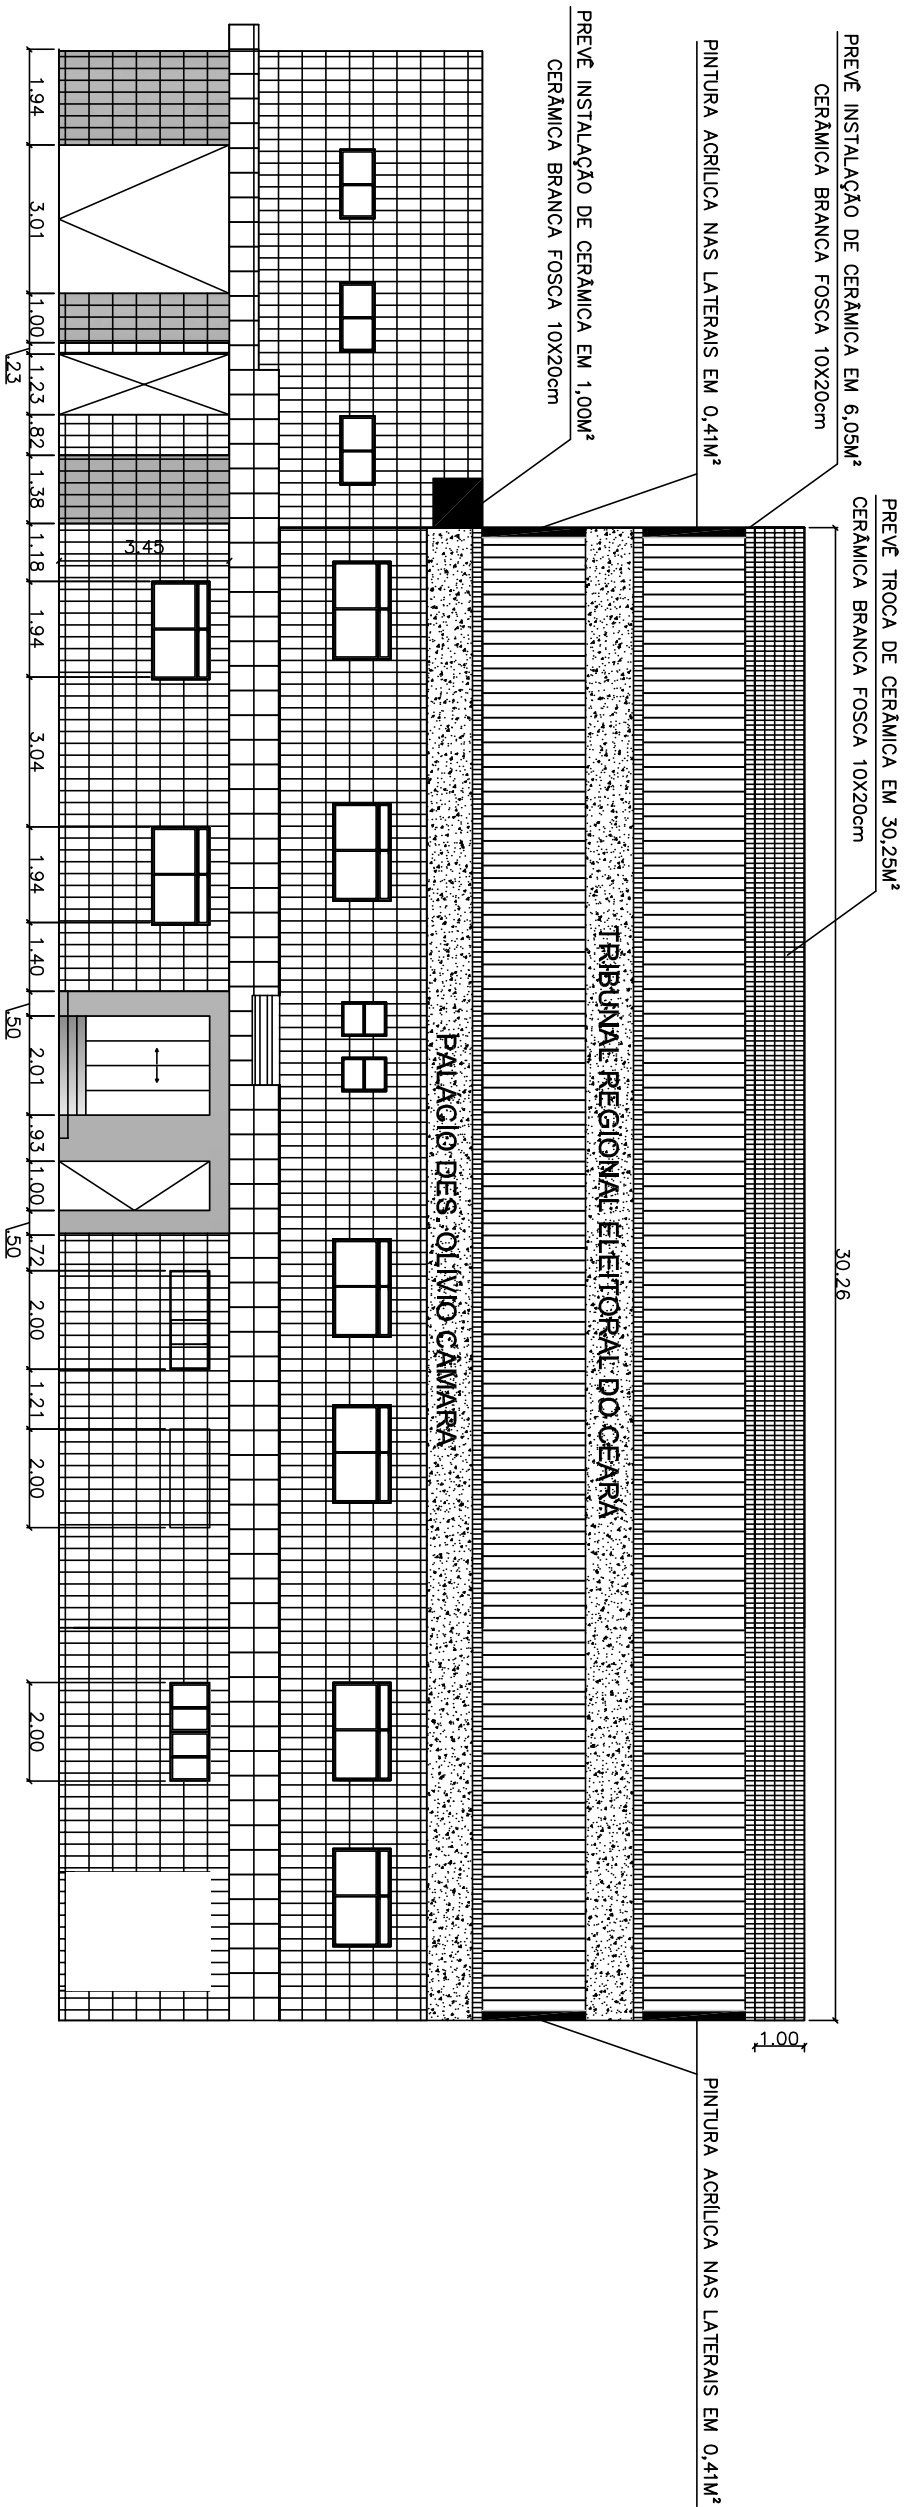 PREVÊ TROCA DE CERÂMICA EM 30,25M²
CERÂMICA BRANCA FOSCA 10X20cm
PREVÊ INSTALAÇÃO DE CERÂMICA EM 6,05M²
CERÂMICA BRANCA FOSCA 10X20cm
30,26
1.00
PINTURA ACRÍLICA NAS LATERAIS EM 0,41M²
PINTURA ACRÍLICA NAS LATERAIS EM 0,41M²
TRIBUNAL REGIONAL ELEITORAL DO CEARÁ
PREVÊ INSTALAÇÃO DE CERÂMICA EM 1,00M²
CERÂMICA BRANCA FOSCA 10X20cm
PALÁCIO DES. OLÍVIO CÂMARA
3.45
1.94
3.01
1.00
1.23
.82
1.38
1.18
1.94
3.04
1.94
1.40
2.01
.93
1.00
.72
2.00
1.21
2.00
2.00
.23
.50
.50